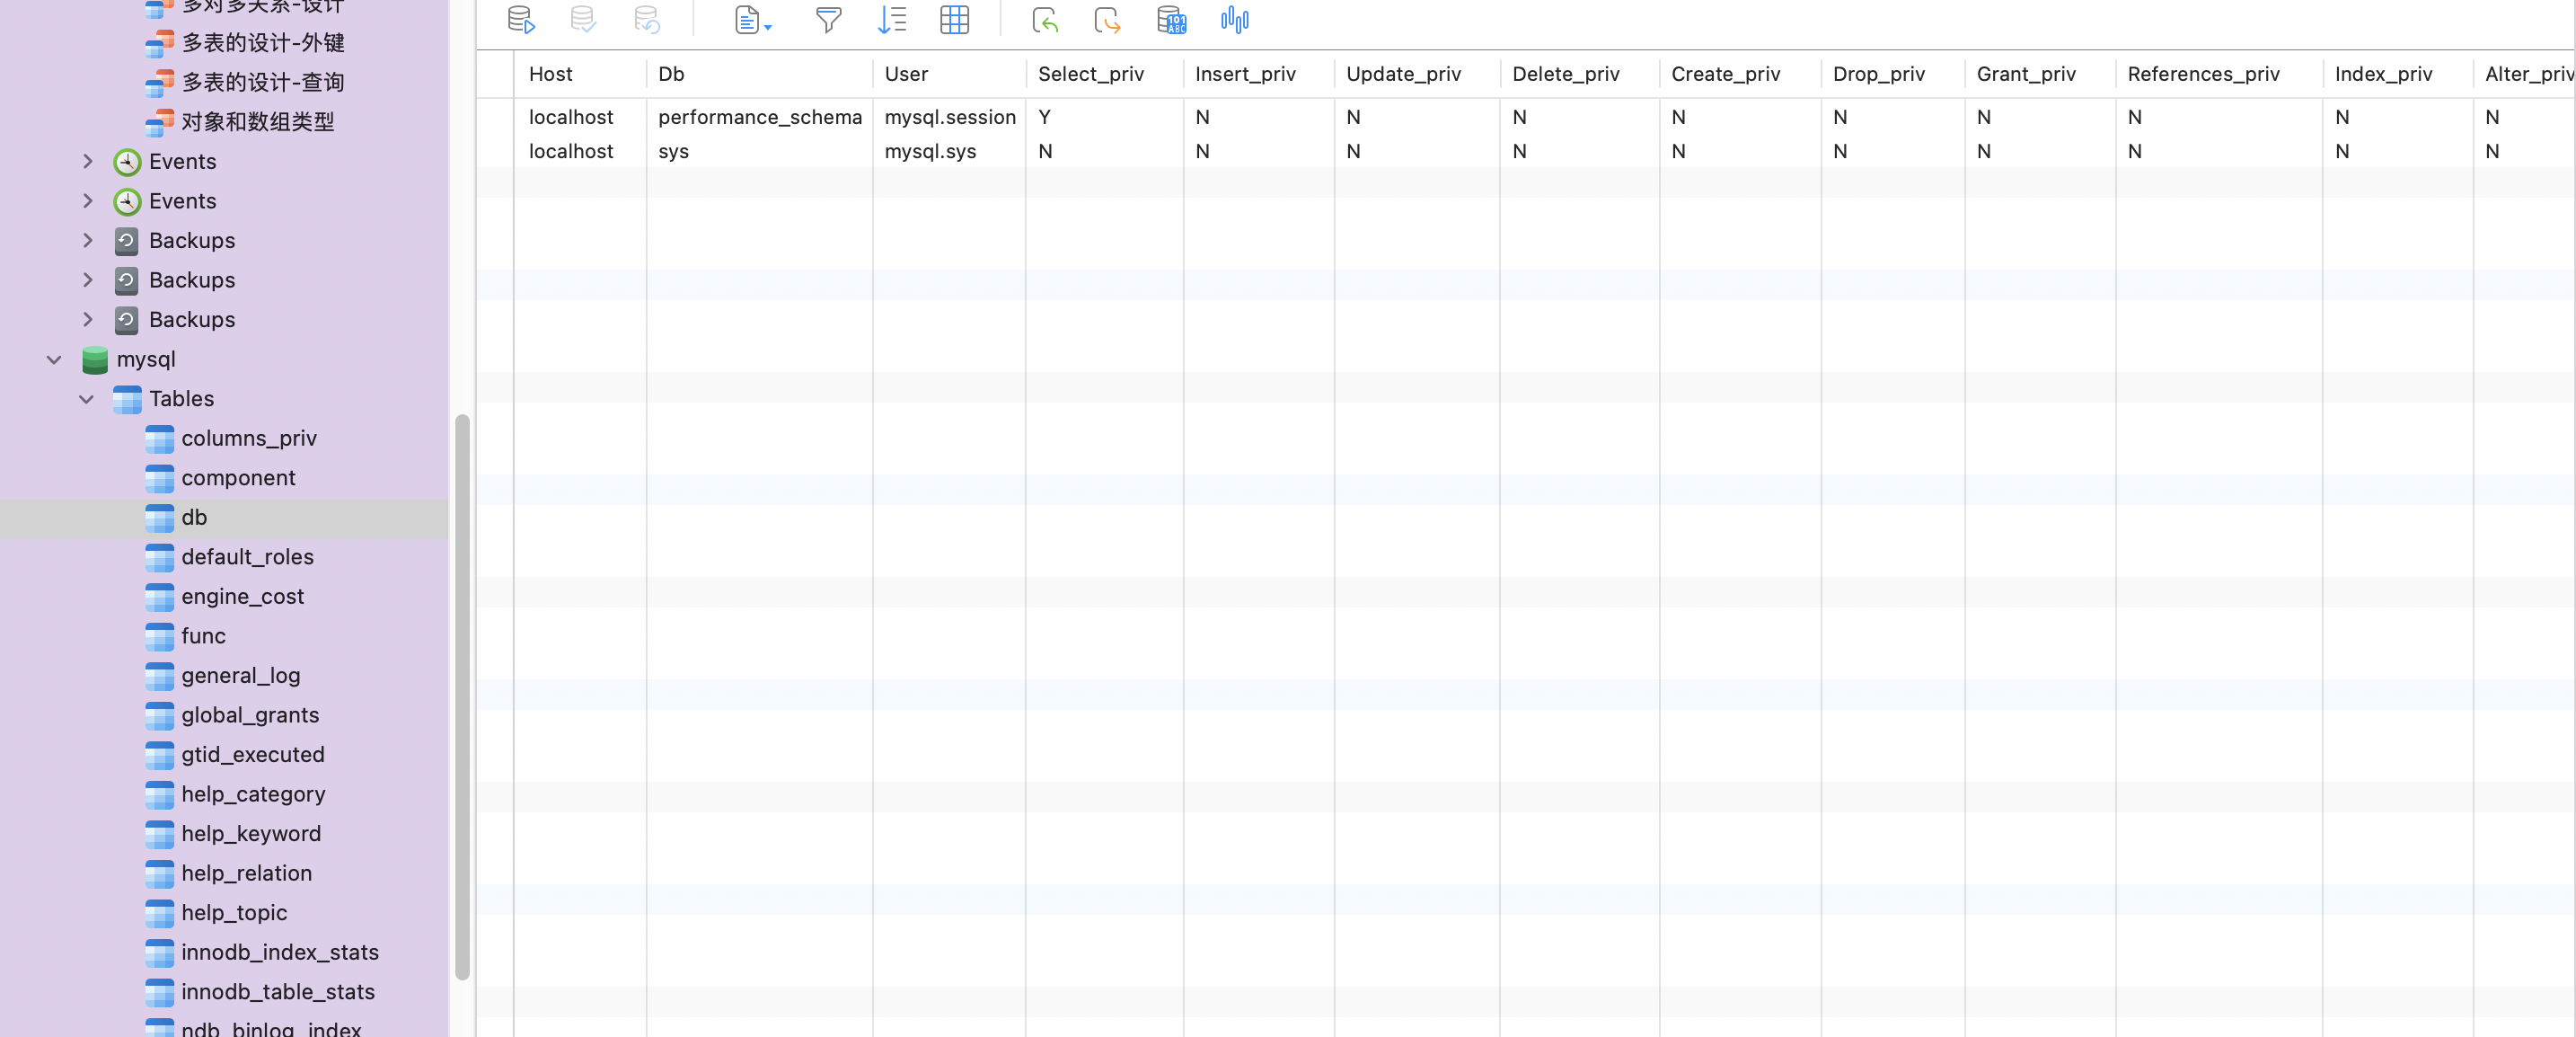 多对多关系-设计
多表的设计-外键
多表的设计-查询
对象和数组类型
Events
Events
Backups
Backups
Backups
mysql
Tables
columns_priv
component
db
default_roles
engine_cost
func
general_log
global_grants
gtid_executed
help_category
help_keyword
help_relation
help_topic
innodb_index_stats
innodb_table_stats
ndb_binlog_index
Host Db User Select_priv Insert_priv Update_priv Delete_priv Create_priv Drop_priv Grant_priv References_priv Index_priv Alter_priv
localhost performance_schema mysql.session Y N N N N N N N N N
localhost sys mysql.sys N N N N N N N N N N